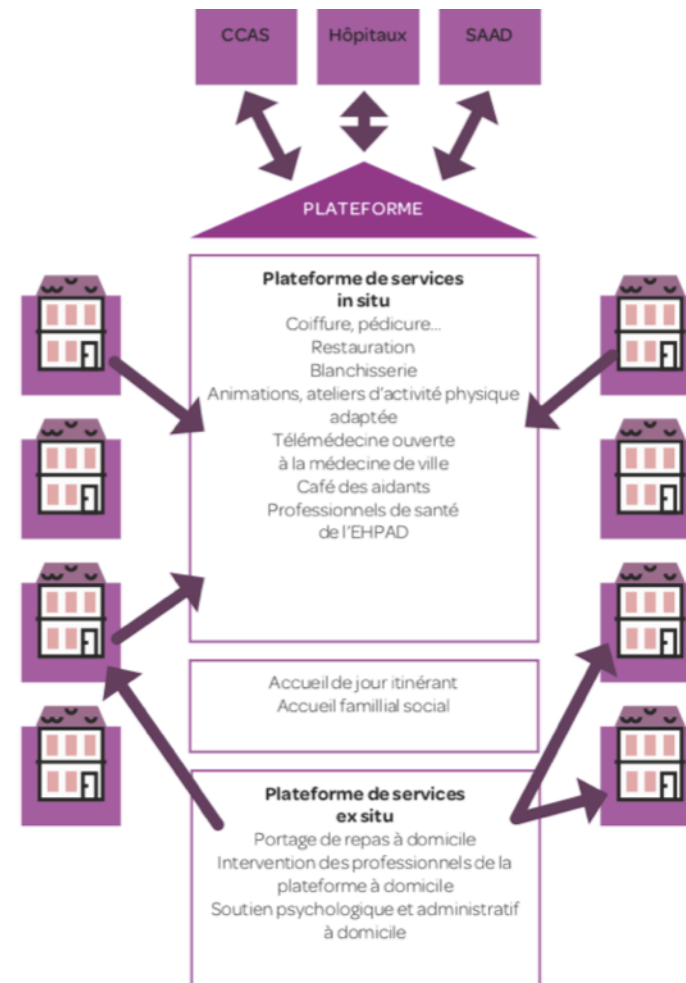 CCAS
Hôpitaux
SAAD
PLATEFORME
Plateforme de services
in situ
Coiffure, pédicure...
Restauration
Blanchisserie
Animations, ateliers d'activité physique
adaptée
Télémédecine ouverte
à la médecine de ville
Café des aidants
Professionnels de santé
de l'EHPAD
Accueil de jour itinérant
Accueil famillial social
Plateforme de services
ex situ
Portage de repas à domicile
Intervention des professionnels de la
plateforme à domicile
Soutien psychologique et administratif
à domicile